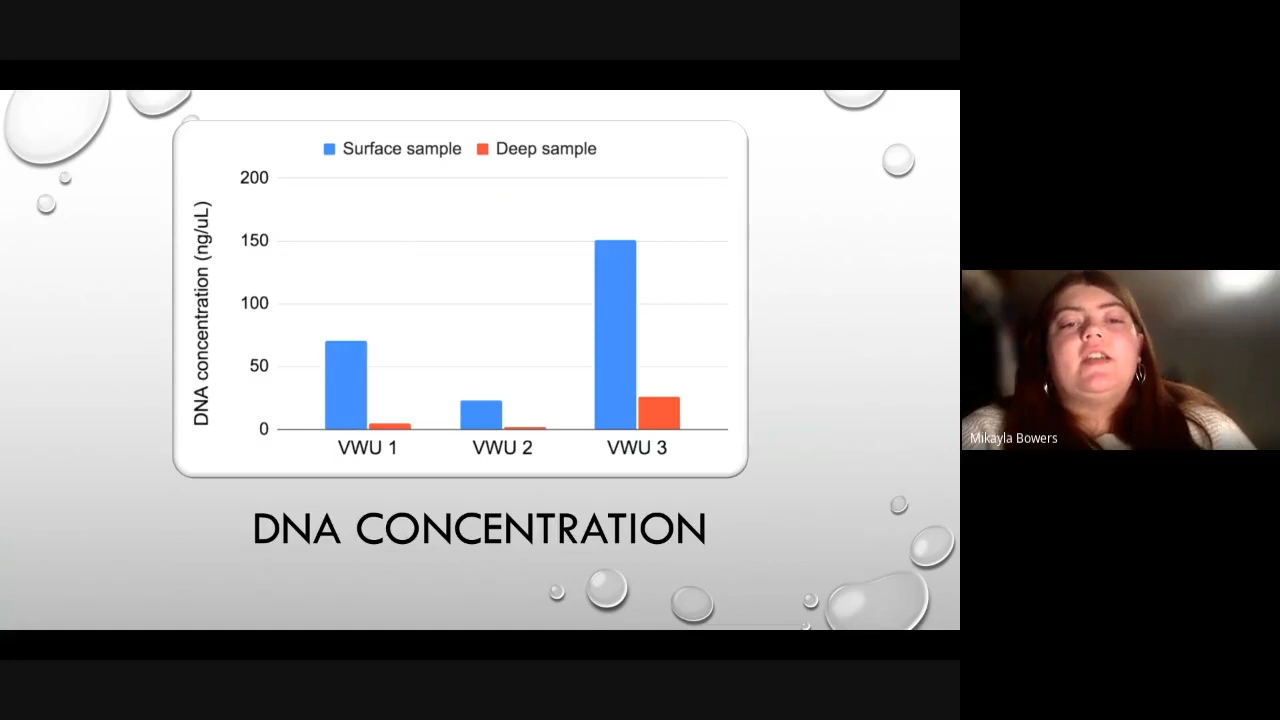 Surface sample Deep sample
200
150
100
50
0
DNA concentration (ng/uL)
VWU 1 VWU 2 VWU 3
DNA CONCENTRATION
Mikayla Bowers